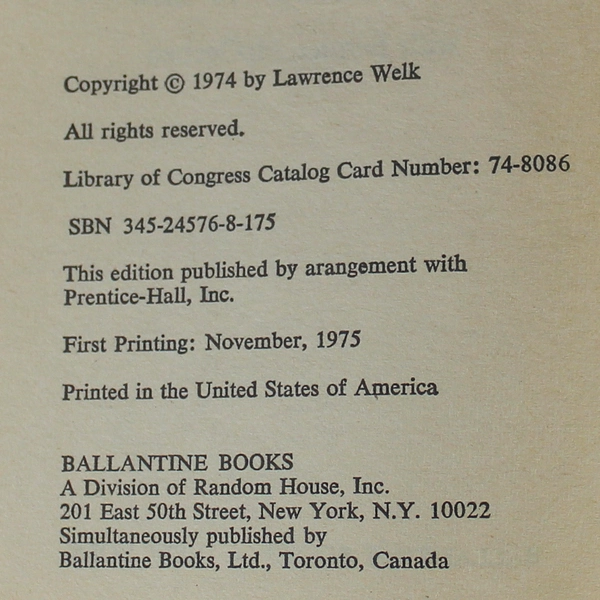 Copyright © 1974 by Lawrence Welk
All rights reserved.
Library of Congress Catalog Card Number: 74-8086
SBN 345-24576-8-175
This edition published by arangement with
Prentice-Hall, Inc.
First Printing: November, 1975
Printed in the United States of America
BALLANTINE BOOKS
A Division of Random House, Inc.
201 East 50th Street, New York, N.Y. 10022
Simultaneously published by
Ballantine Books, Ltd., Toronto, Canada